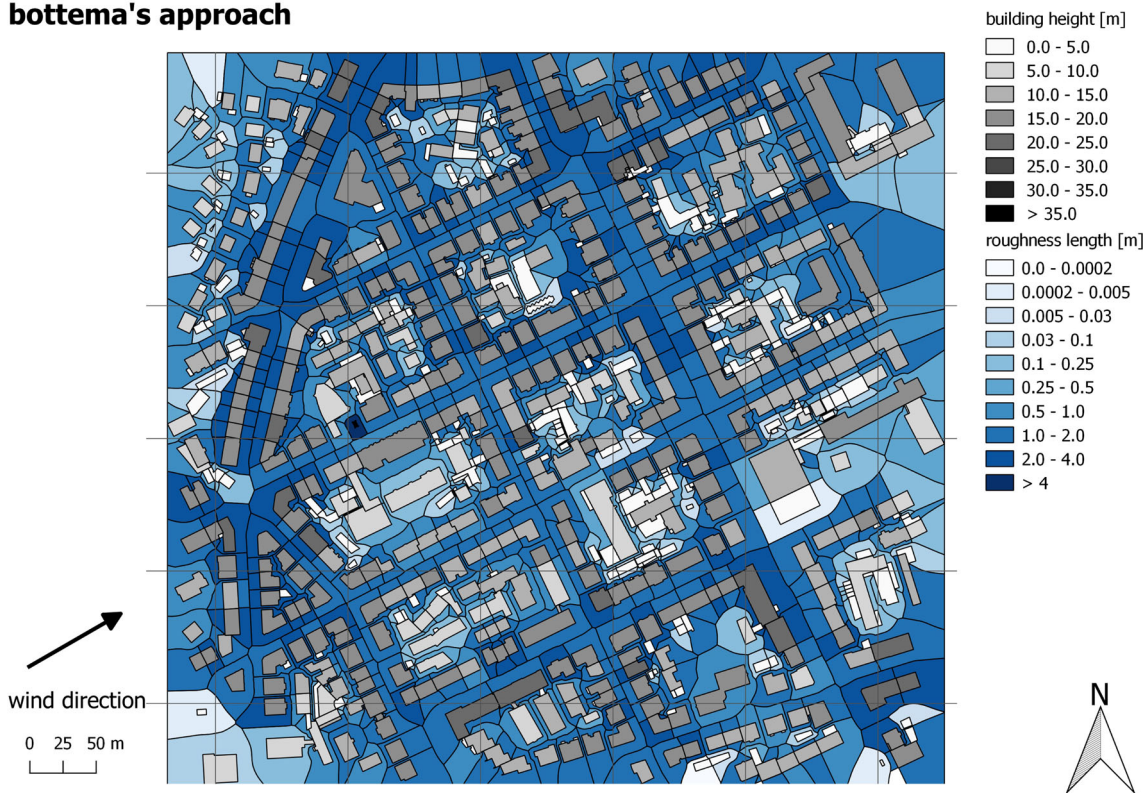 bottema's approach
building height [m]
0.0 - 5.0
5.0 - 10.0
10.0 - 15.0
15.0 - 20.0
20.0 - 25.0
25.0 - 30.0
30.0 - 35.0
> 35.0
roughness length [m]
0.0 - 0.0002
0.0002 - 0.005
0.005 - 0.03
0.03 - 0.1
0.1 - 0.25
0.25 - 0.5
0.5 - 1.0
1.0 - 2.0
2.0 - 4.0
> 4
wind direction
0 25 50 m
N